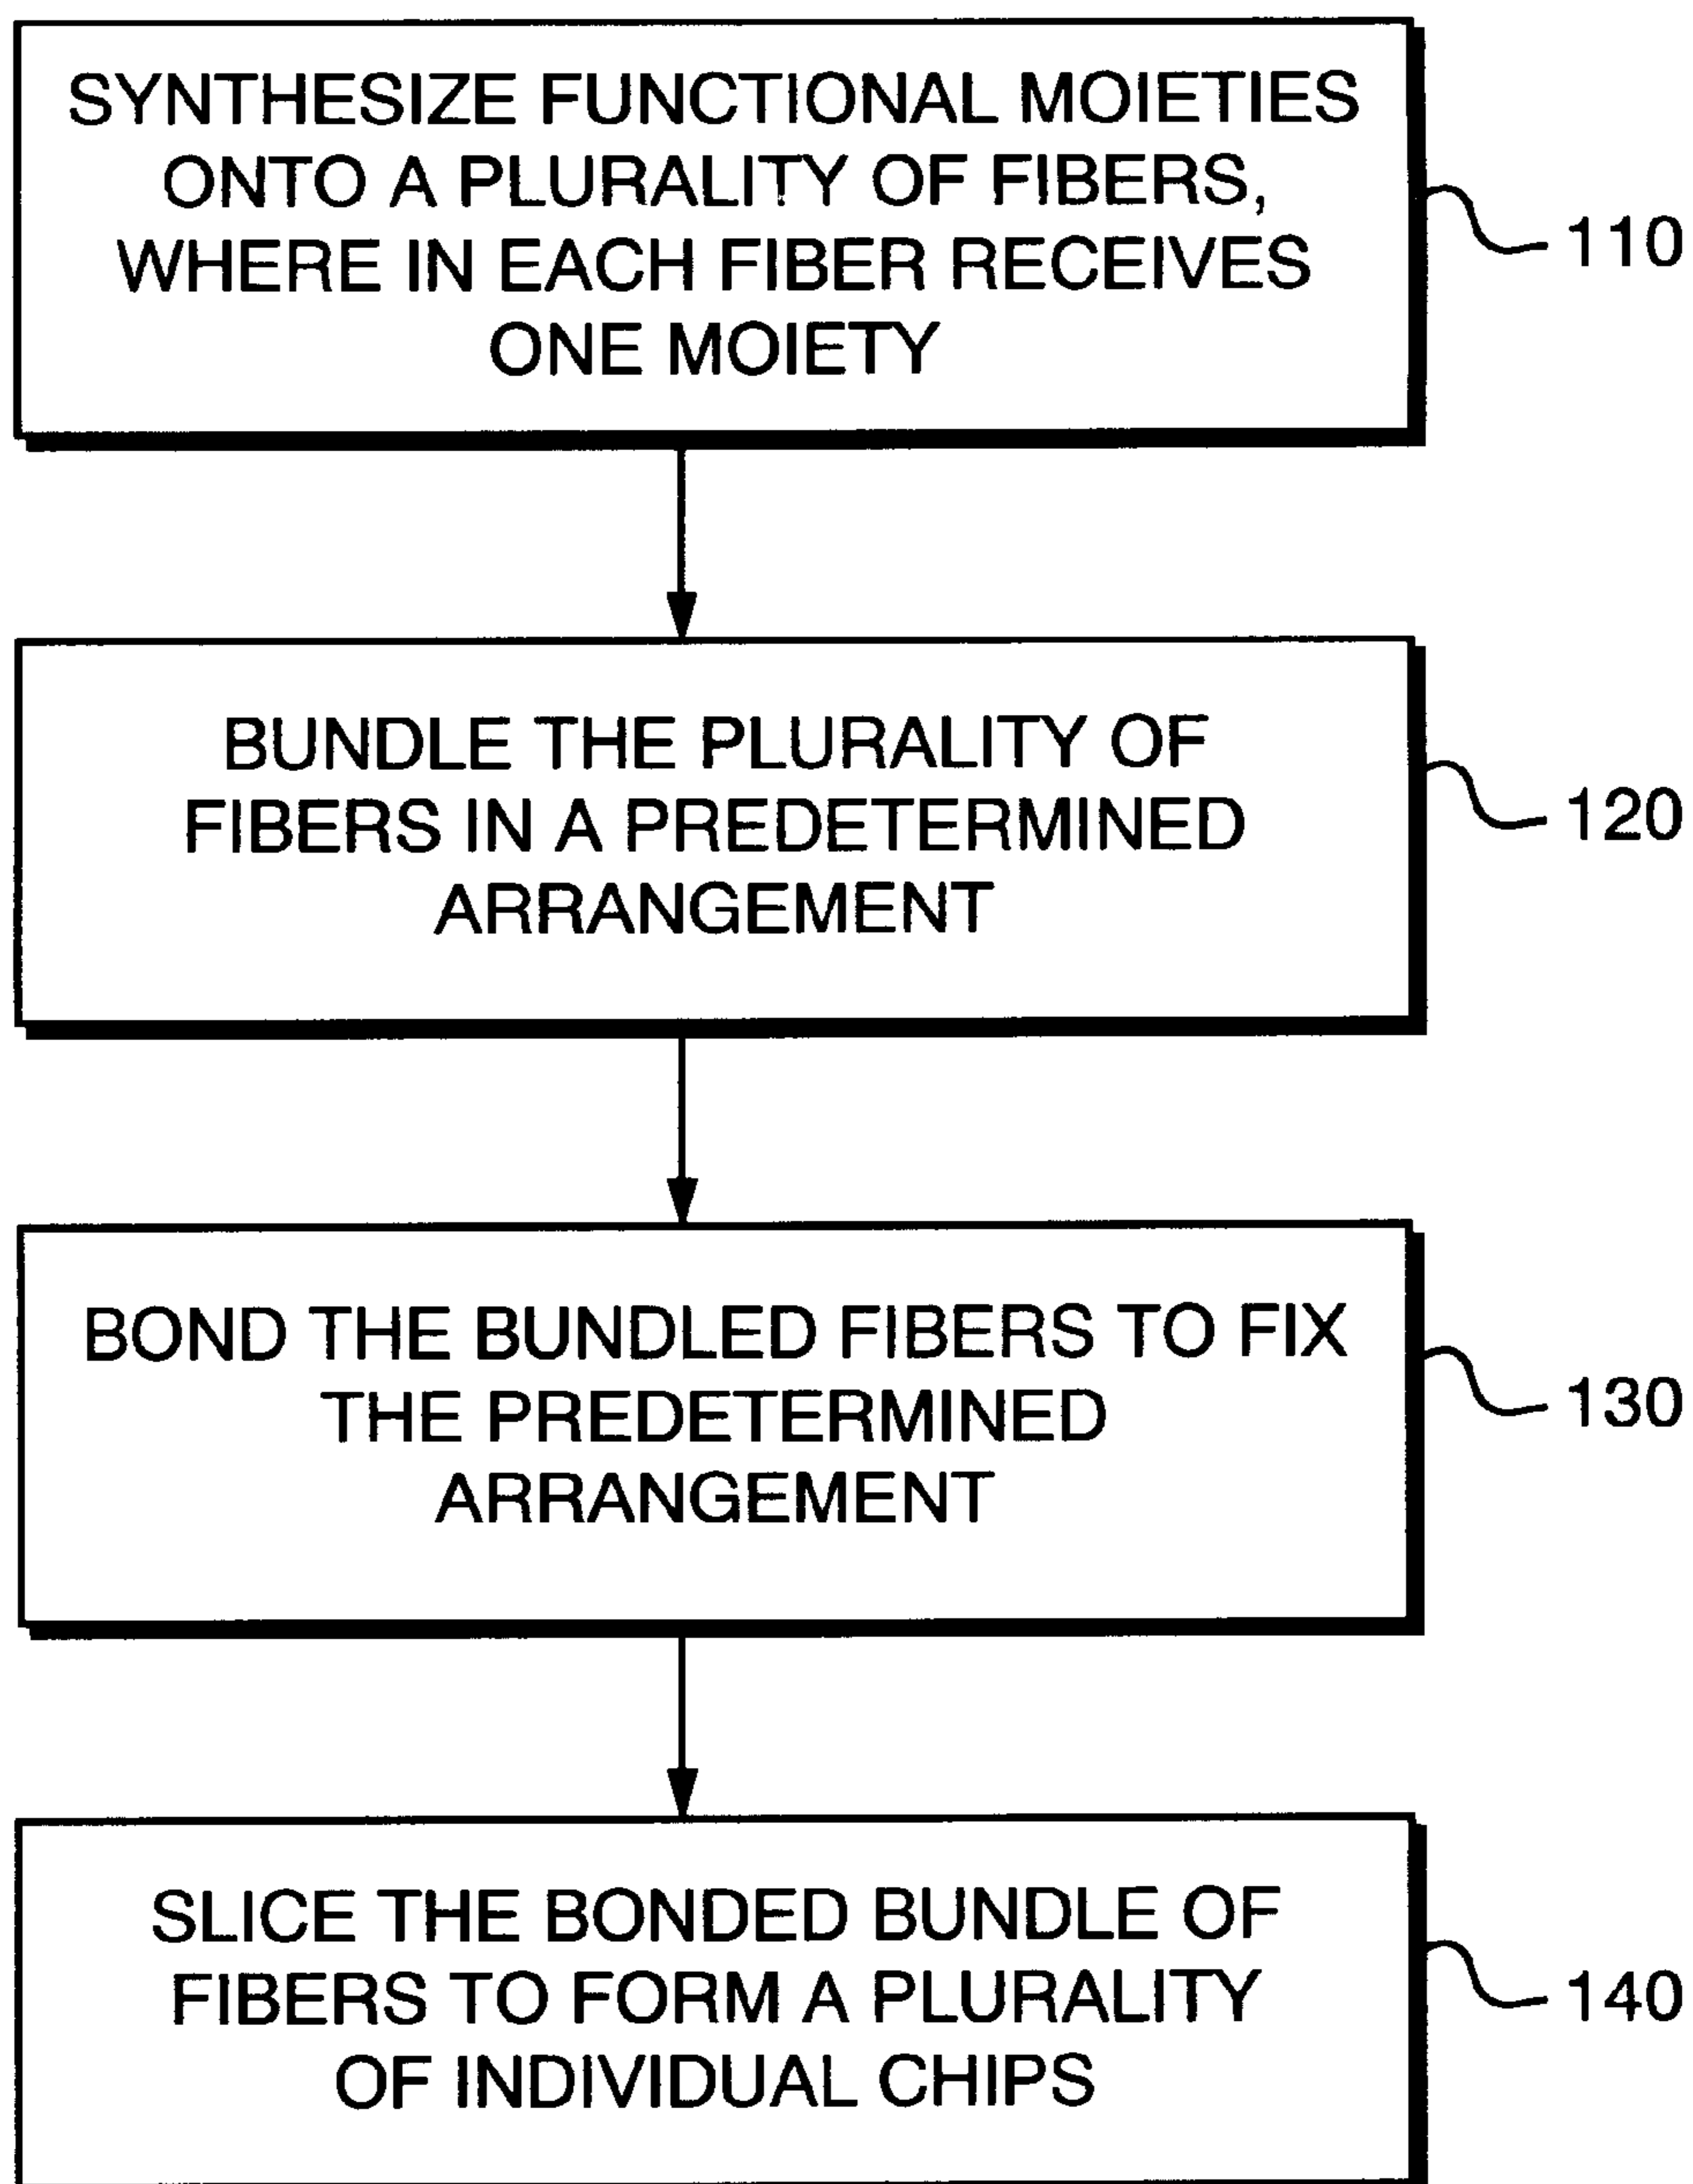 SYNTHESIZE FUNCTIONAL MOIETIES
ONTO A PLURALITY OF FIBERS,
WHERE IN EACH FIBER RECEIVES
ONE MOIETY
110
BUNDLE THE PLURALITY OF
FIBERS IN A PREDETERMINED
ARRANGEMENT
120
BOND THE BUNDLED FIBERS TO FIX
THE PREDETERMINED
ARRANGEMENT
130
SLICE THE BONDED BUNDLE OF
FIBERS TO FORM A PLURALITY
OF INDIVIDUAL CHIPS
140